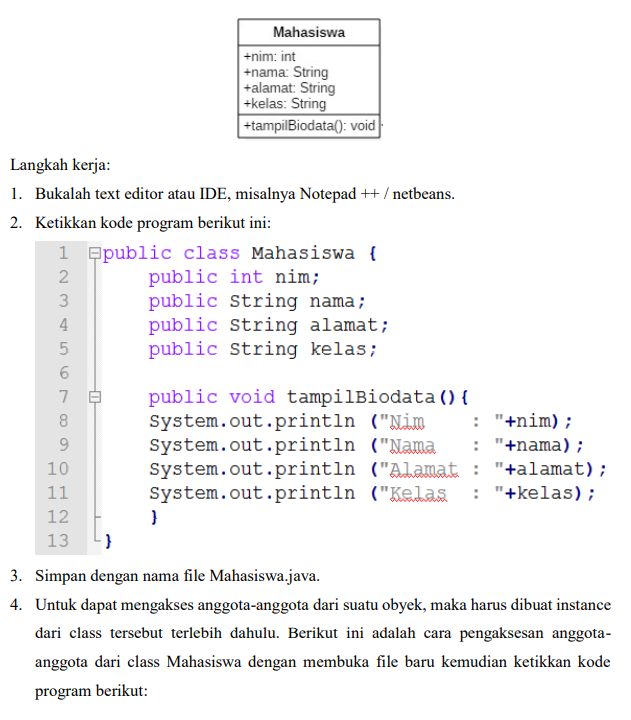 Mahasiswa
+nim: int
+nama: String
+alamat: String
+kelas: String
+tampilBiodata(): void
Langkah kerja:
1. Bukalah text editor atau IDE, misalnya Notepad ++ / netbeans.
2. Ketikkan kode program berikut ini:
1 public class Mahasiswa {
2 public int nim;
3 public String nama;
4 public String alamat;
5 public String kelas;
6
7 public void tampilBiodata(){
8 System.out.println ("Nim : "+nim);
9 System.out.println ("Nama : "+nama);
10 System.out.println ("Alamat : "+alamat);
11 System.out.println ("Kelas : "+kelas);
12 }
13 }
3. Simpan dengan nama file Mahasiswa.java.
4. Untuk dapat mengakses anggota-anggota dari suatu obyek, maka harus dibuat instance
dari class tersebut terlebih dahulu. Berikut ini adalah cara pengaksesan anggota-
anggota dari class Mahasiswa dengan membuka file baru kemudian ketikkan kode
program berikut: